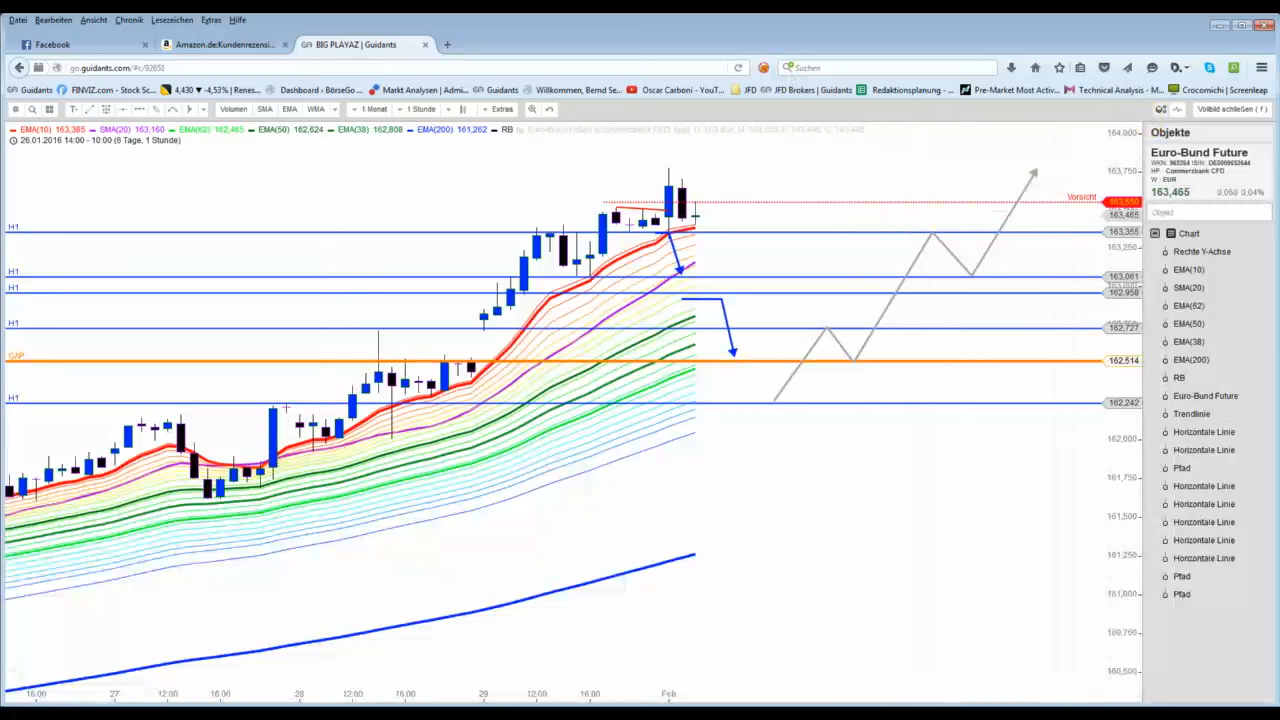 Datei Bearbeiten Ansicht Chronik Lesezeichen Extras Hilfe
Facebook × Amazon.de:Kundenrezensi... × BIG PLAYAZ | Guidants × +
go.guidants.com/#c/92651 Suchen
Guidants FINVIZ.com - Stock Sc... 4,430 -4,53% | Renes... Dashboard - BörseGo ... Markt Analysen | Admi... Guidants Willkommen, Bernd Se... Oscar Carboni - YouT... JFD JFD Brokers | Guidants Redaktionsplanung - ... Pre-Market Most Activ... Technical Analysis - M... Crocomichi | Screenleap
Volumen SMA EMA WMA 1 Monat 1 Stunde Extras Vollbild schließen ( f )
EMA(10) 163,385 SMA(20) 163,160 EMA(62) 162,465 EMA(50) 162,624 EMA(38) 162,808 EMA(200) 161,262 RB
26.01.2016 14:00 - 10:00 (6 Tage, 1 Stunde)
164,000
163,750
Vorsicht 163,550
163,465
H1 163,355
163,250
H1 163,061
H1 162,958
H1 162,727
GAP 162,514
H1 162,242
162,000
161,750
161,500
161,250
161,000
160,750
160,500
16:00 27 12:00 16:00 28 12:00 16:00 29 12:00 16:00 Feb
Objekte
Euro-Bund Future
HP : Commerzbank CFD
W : EUR
163,465 0,060 0,04%
Objekt
Chart
Rechte Y-Achse
EMA(10)
SMA(20)
EMA(62)
EMA(50)
EMA(38)
EMA(200)
RB
Euro-Bund Future
Trendlinie
Horizontale Linie
Horizontale Linie
Pfad
Horizontale Linie
Horizontale Linie
Horizontale Linie
Horizontale Linie
Horizontale Linie
Pfad
Pfad